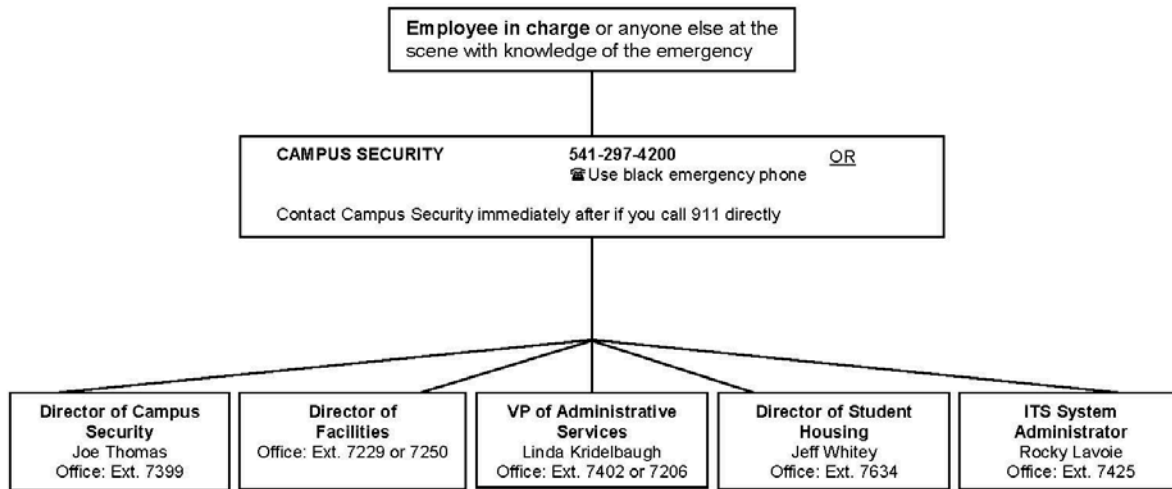 Employee in charge or anyone else at the
scene with knowledge of the emergency
CAMPUS SECURITY 541-297-4200 OR
☎Use black emergency phone
Contact Campus Security immediately after if you call 911 directly
Director of Campus
Security
Joe Thomas
Office: Ext. 7399
Director of
Facilities
Office: Ext. 7229 or 7250
VP of Administrative
Services
Linda Kridelbaugh
Office: Ext. 7402 or 7206
Director of Student
Housing
Jeff Whitey
Office: Ext. 7634
ITS System
Administrator
Rocky Lavoie
Office: Ext. 7425